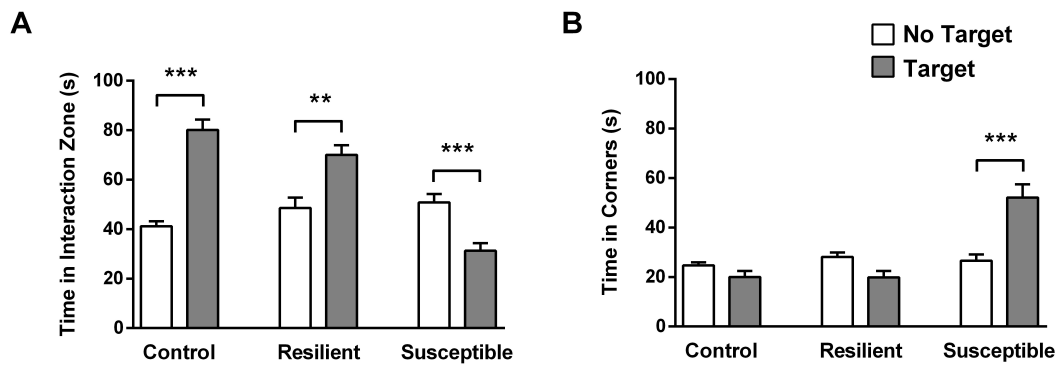 A
Time in Interaction Zone (s)
100
80
60
40
20
0
***
**
***
Control Resilient Susceptible
B
No Target
Target
Time in Corners (s)
100
80
60
40
20
0
***
Control Resilient Susceptible